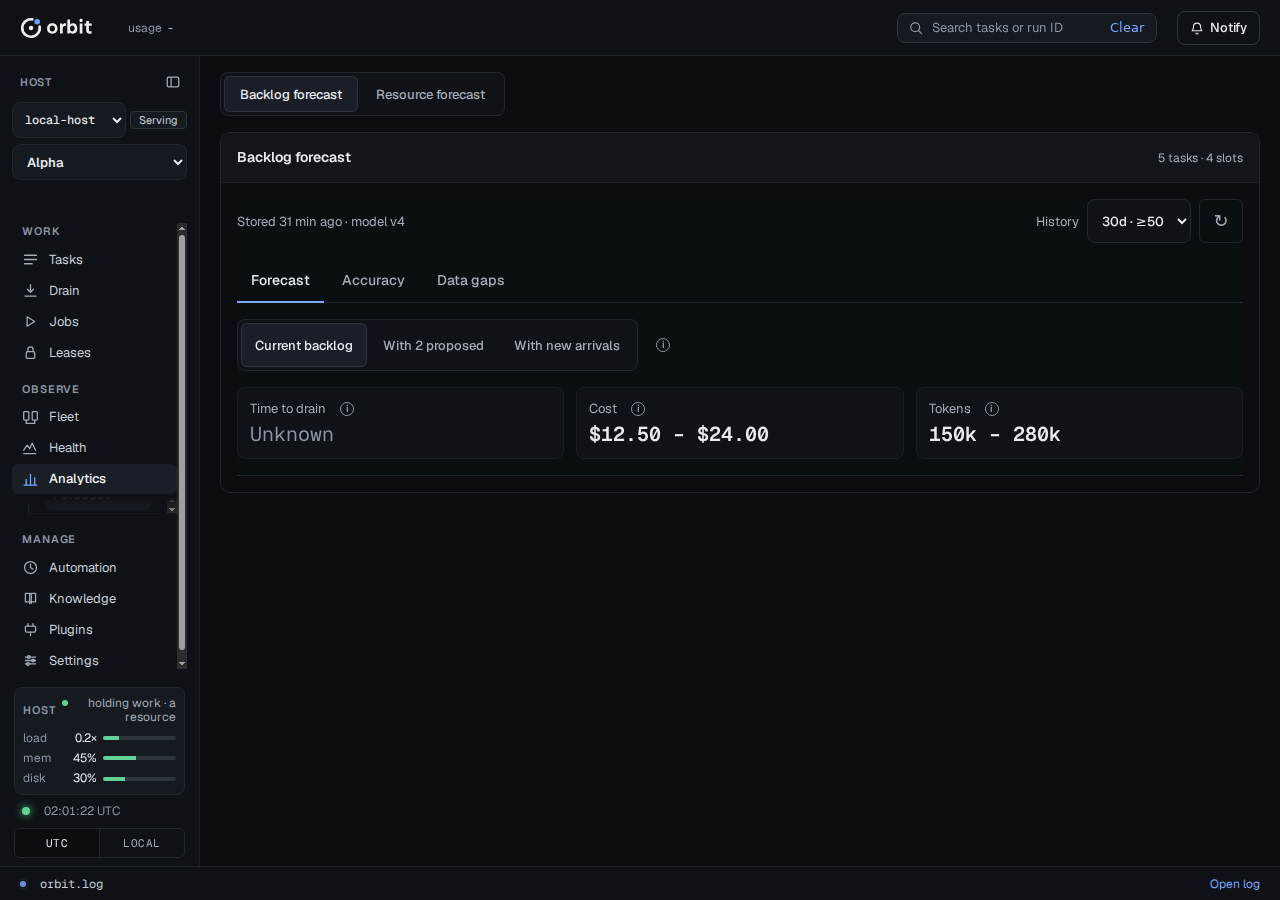 orbit
usage -
Search tasks or run ID
Clear
Notify
HOST
local-host
Serving
Alpha
WORK
Tasks
Drain
Jobs
Leases
OBSERVE
Fleet
Health
Analytics
MANAGE
Automation
Knowledge
Plugins
Settings
HOST
holding work · a
resource
load 0.2×
mem 45%
disk 30%
02:01:22 UTC
UTC LOCAL
Backlog forecast
Resource forecast
Backlog forecast
5 tasks · 4 slots
Stored 31 min ago · model v4
History
30d · ≥50
Forecast
Accuracy
Data gaps
Current backlog
With 2 proposed
With new arrivals
Time to drain
Unknown
Cost
$12.50 – $24.00
Tokens
150k – 280k
orbit.log
Open log